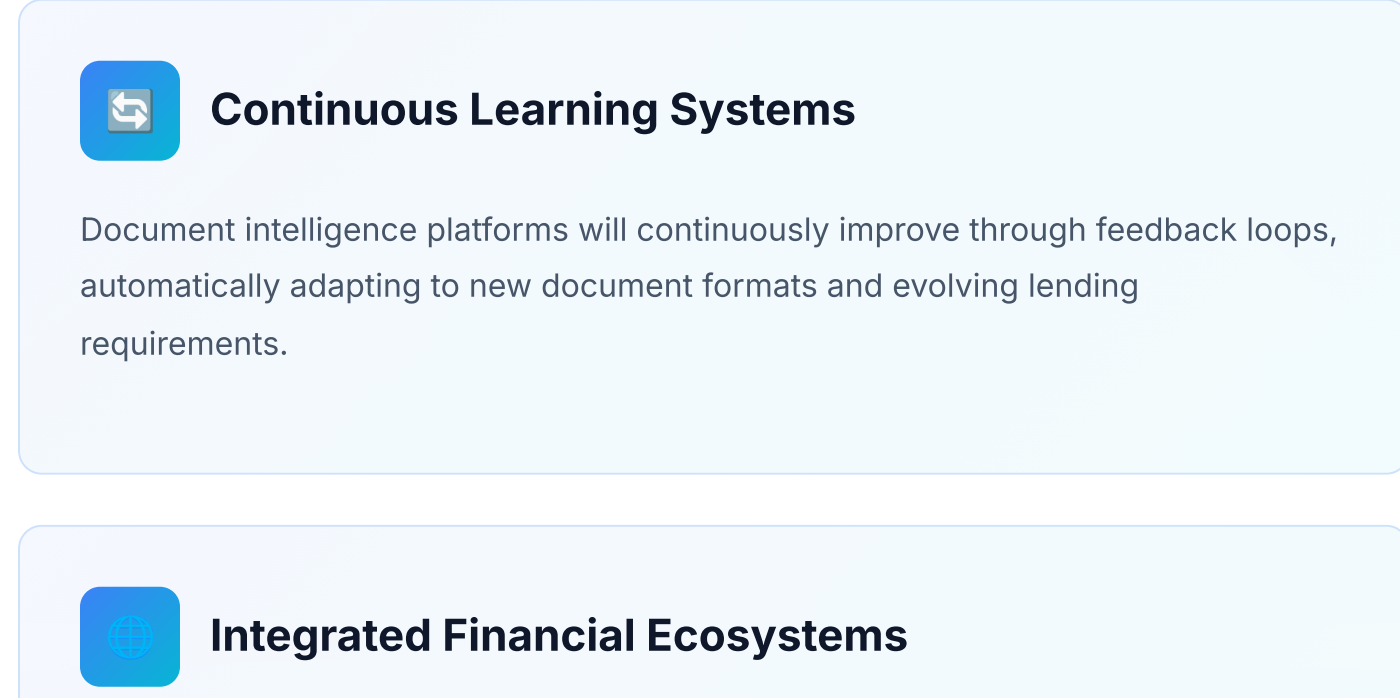 Continuous Learning Systems
Document intelligence platforms will continuously improve through feedback loops,
automatically adapting to new document formats and evolving lending
requirements.
Integrated Financial Ecosystems